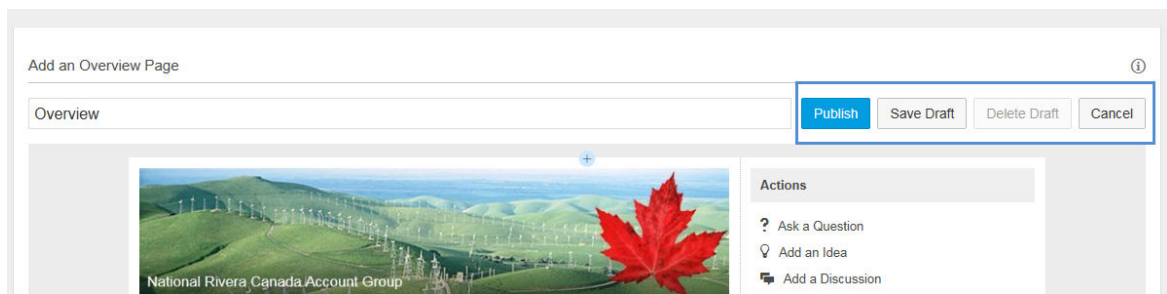 Add an Overview Page
Overview
Publish Save Draft Delete Draft Cancel
National Rivera Canada Account Group
Actions
Ask a Question
Add an Idea
Add a Discussion